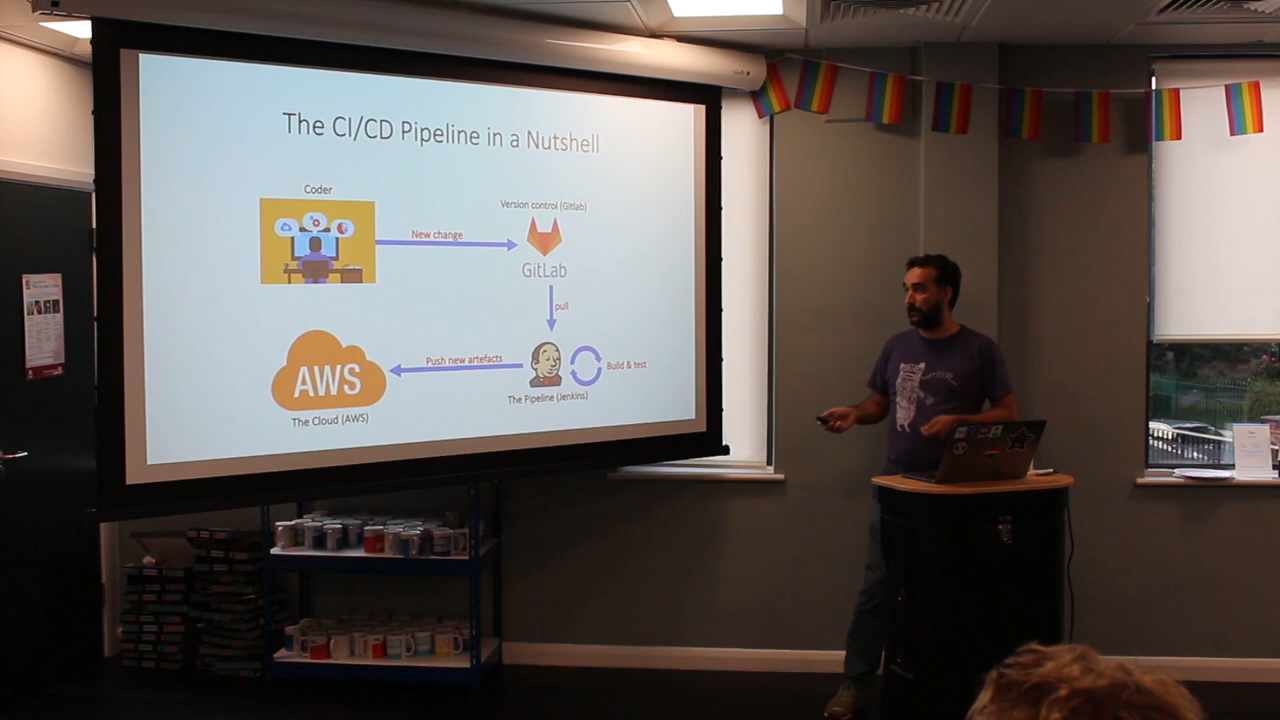 The CI/CD Pipeline in a Nutshell
Coder
Version control (Gitlab)
New change
GitLab
pull
Push new artefacts
Build & test
AWS
The Pipeline (Jenkins)
The Cloud (AWS)